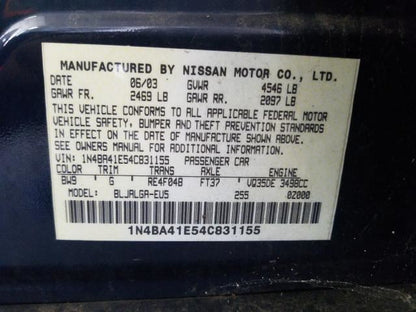 MANUFACTURED BY NISSAN MOTOR CO., LTD.
DATE 06/03 GVWR 4546 LB
GAWR FR. 2469 LB GAWR RR. 2097 LB
THIS VEHICLE CONFORMS TO ALL APPLICABLE FEDERAL MOTOR
VEHICLE SAFETY, BUMPER AND THEFT PREVENTION STANDARDS
IN EFFECT ON THE DATE OF MANUFACTURE SHOWN ABOVE.
SEE OWNERS MANUAL FOR ADDITIONAL INFORMATION.
VIN: 1N4BA41E54C831155 PASSENGER CAR
COLOR TRIM TRANS AXLE ENGINE
BW9 G RE4F04B FT37 VQ35DE 3498CC
MODEL BLJALGA-EU5 255 0Z000
1N4BA41E54C831155